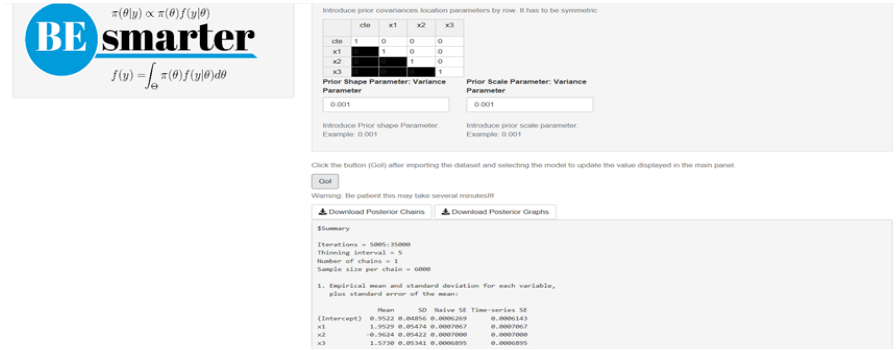 π(θ|y) ∝ π(θ)f(y|θ)
BE smarter
f(y) = ∫Θ π(θ)f(y|θ)dθ
Introduce prior covariances location parameters by row. It has to be symmetric
cte x1 x2 x3
cte 1 0 0 0
x1 0 1 0 0
x2 0 0 1 0
x3 0 0 0 1
Prior Shape Parameter: Variance Parameter
0.001
Introduce Prior shape Parameter.
Example: 0.001
Prior Scale Parameter: Variance Parameter
0.001
Introduce prior scale parameter.
Example: 0.001
Click the button (Go!) after importing the dataset and selecting the model to update the value displayed in the main panel.
Go!
Warning: Be patient this may take several minutes!!!
Download Posterior Chains
Download Posterior Graphs
$Summary
Iterations = 5005:35000
Thinning interval = 5
Number of chains = 1
Sample size per chain = 6000
1. Empirical mean and standard deviation for each variable,
plus standard error of the mean:
Mean SD Naive SE Time-series SE
(Intercept) 0.9522 0.04856 0.0006269 0.0006143
x1 1.9529 0.05474 0.0007067 0.0007067
x2 -0.9624 0.05422 0.0007000 0.0007000
x3 1.5730 0.05341 0.0006895 0.0006895